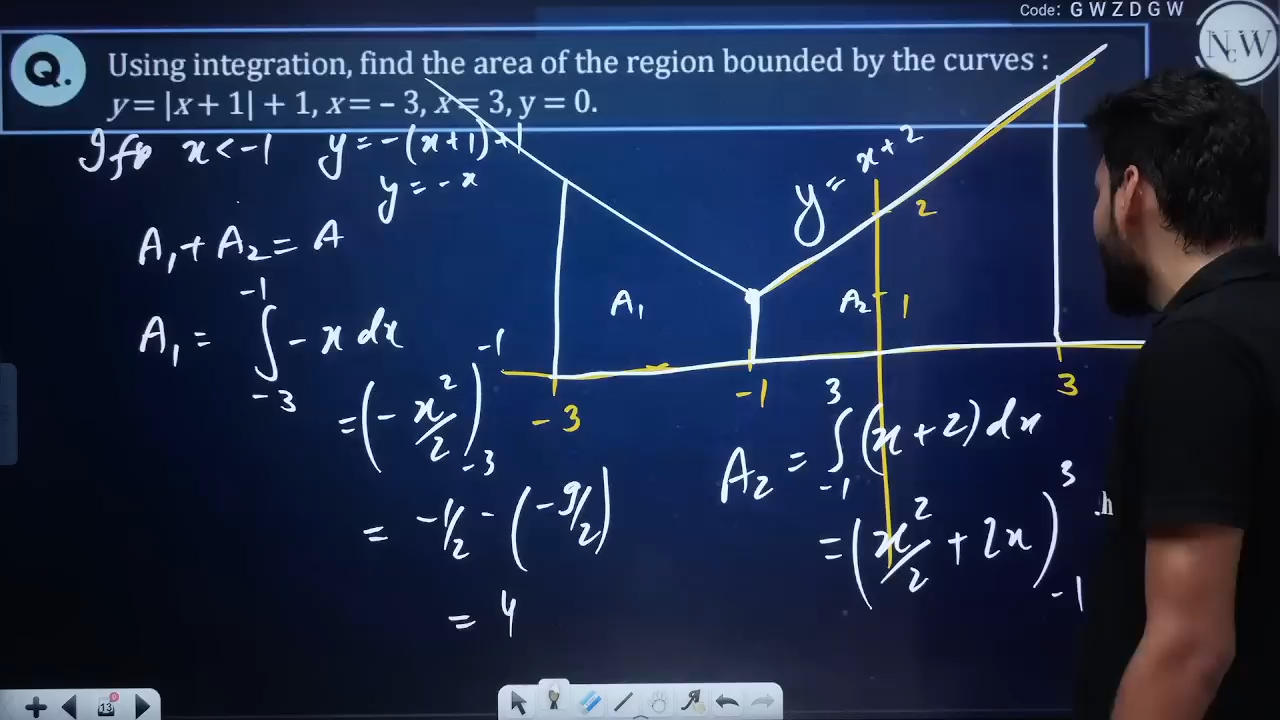 Code: G W Z D G W
N W
Q. Using integration, find the area of the region bounded by the curves :
y = |x + 1| + 1, x = – 3, x = 3, y = 0.
If x < -1 y = -(x+1)+1
y = -x
y = x+2
2
A₁ + A₂ = A
A₁ A₂ 1
A₁ = ∫₋₃⁻¹ -x dx
-3 -1 3
= (-x²/2)₋₃⁻¹
A₂ = ∫₋₁³ (x+2) dx
= -1/2 - (-9/2)
= (x²/2 + 2x)₋₁³
.h
= 4
13